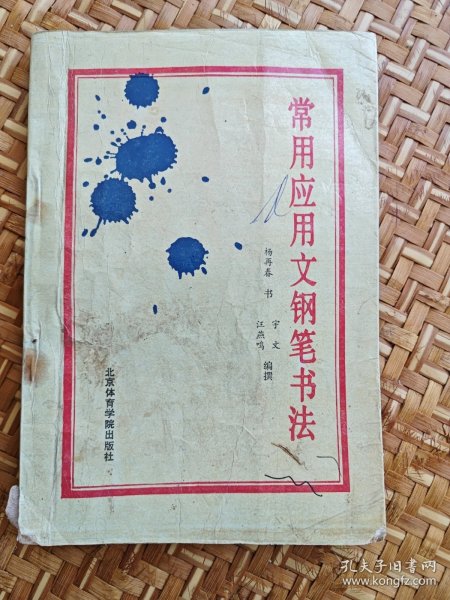 常用应用文钢笔书法
杨再春 书
宇文
汪燕鸣 编撰
北京体育学院出版社
孔夫子旧书网
www.kongfz.com